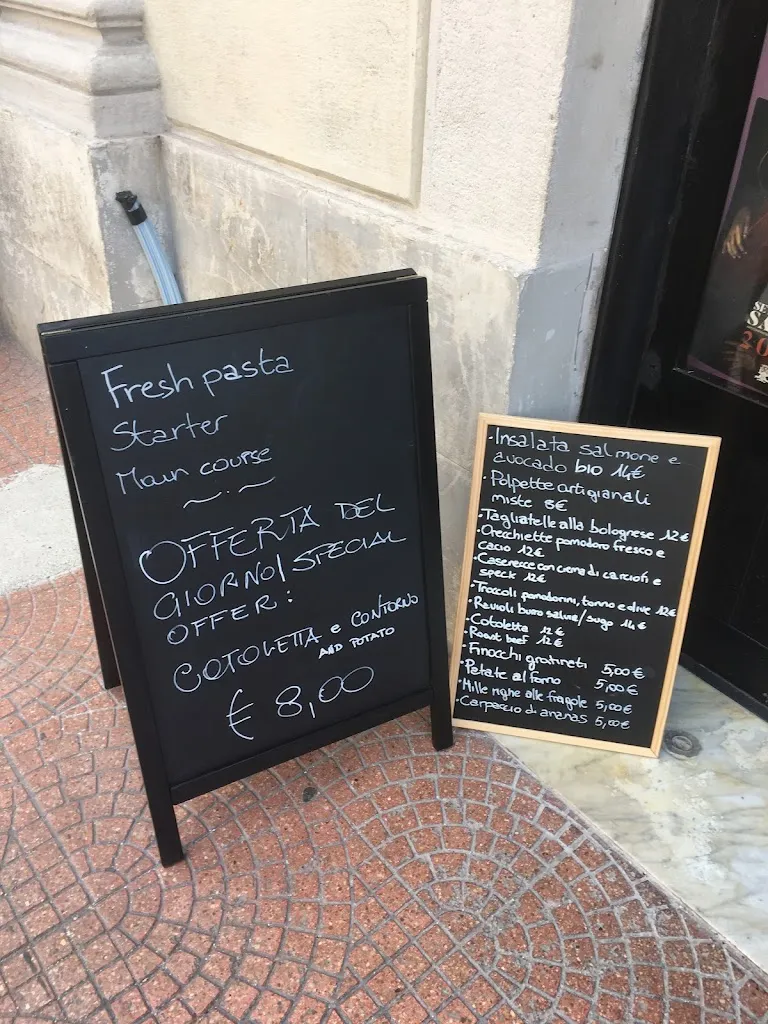 Fresh pasta
Starter
Main course
OFFERTA DEL
GIORNO/SPECIAL
OFFER:
COTOLETTA e CONTORNO
AND POTATO
€ 8,00
• Insalata salmone e
avocado bio 14€
• Polpette artigianali
miste 8€
• Tagliatelle alla bolognese 12€
• Orecchiette pomodoro fresco e
cacio 12€
• Caserecce con crema di carciofi e
speck 12€
• Troccoli pomodorini, tonno e olive 12€
• Ravioli burro salvia/sugo 14€
• Cotoletta 12€
• Roast beef 12€
• Finocchi gratinati 5,00€
• Patate al forno 5,00€
• Mille righe alle fragole 5,00€
• Carpaccio di ananas 5,00€